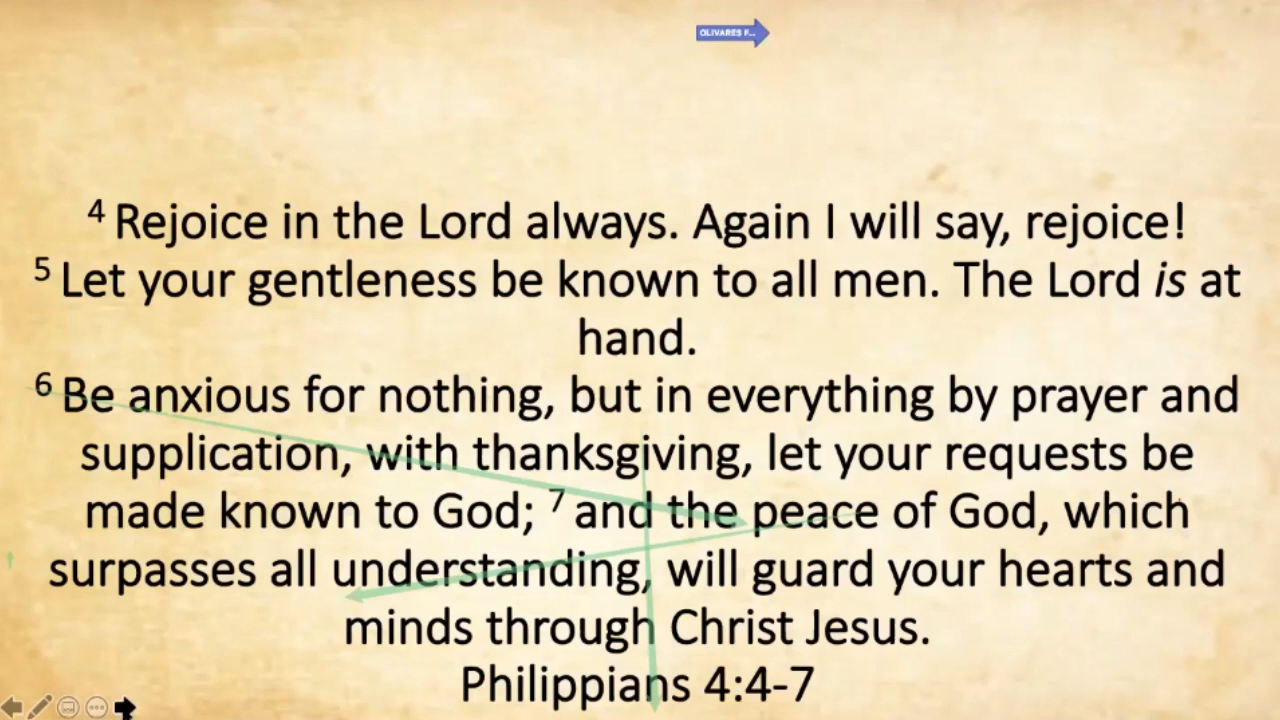 OLIVARES F...
4 Rejoice in the Lord always. Again I will say, rejoice!
5 Let your gentleness be known to all men. The Lord is at
hand.
6 Be anxious for nothing, but in everything by prayer and
supplication, with thanksgiving, let your requests be
made known to God; 7 and the peace of God, which
surpasses all understanding, will guard your hearts and
minds through Christ Jesus.
Philippians 4:4-7